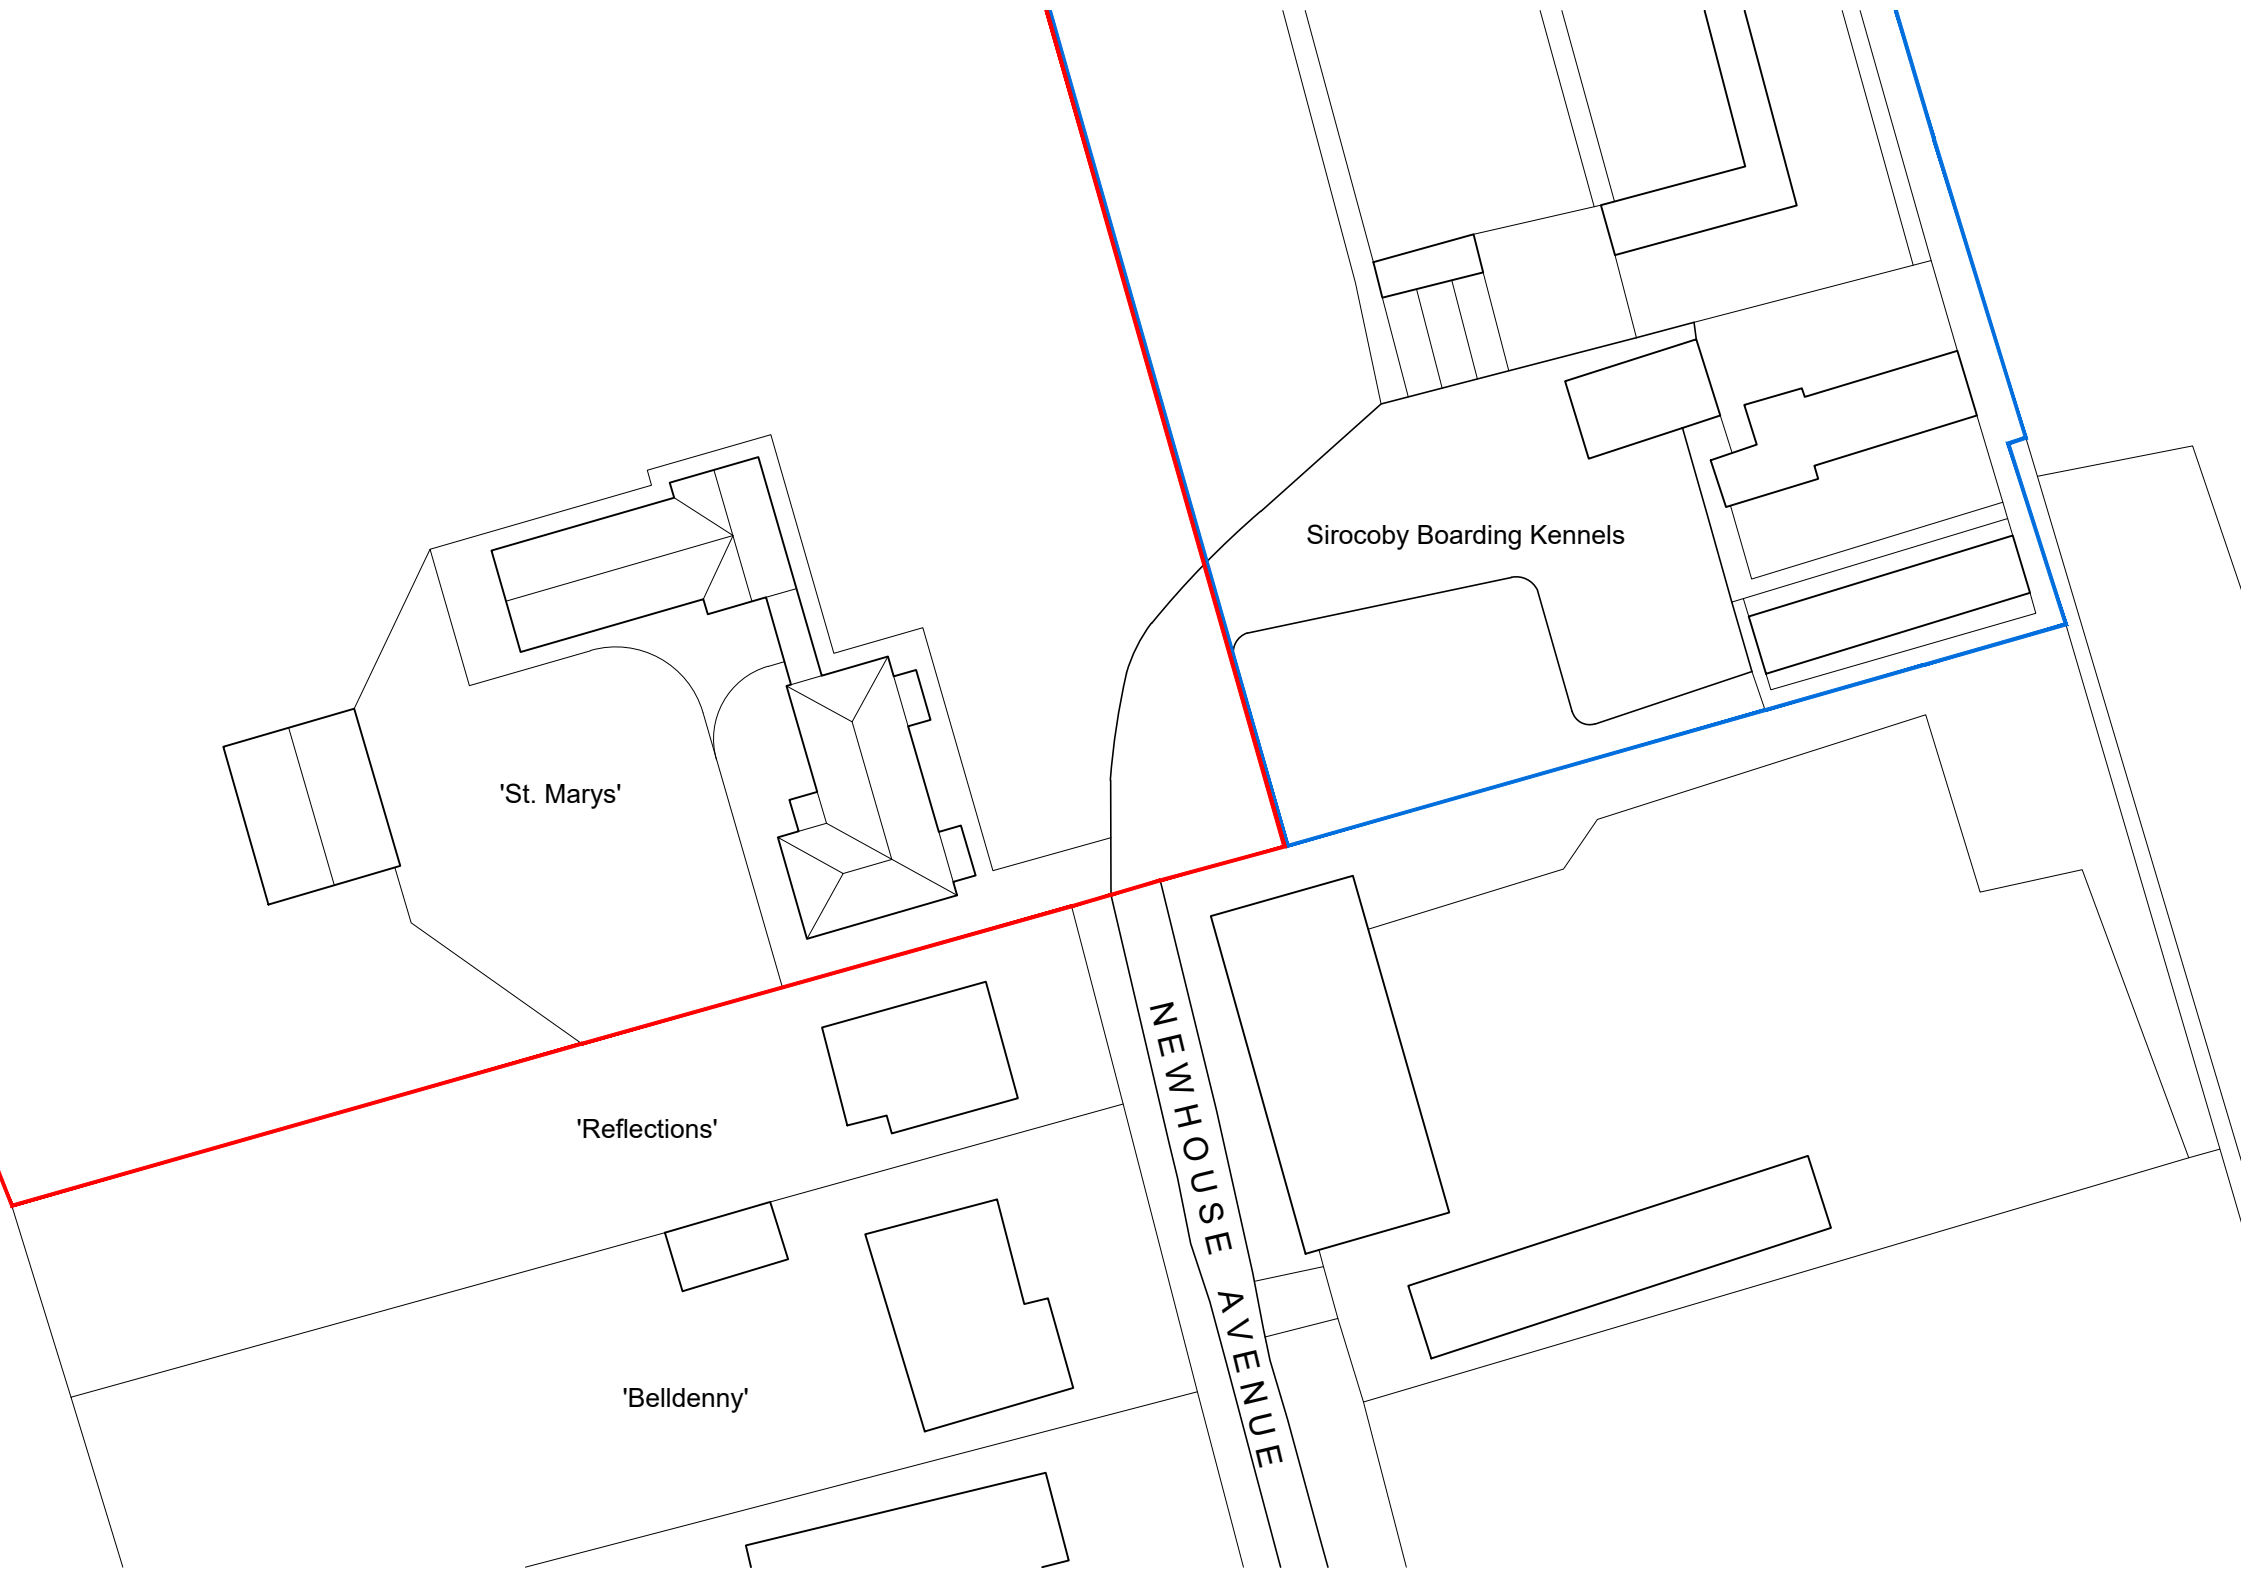 Sirocoby Boarding Kennels
'St. Marys'
NEWHOUSE AVENUE
'Reflections'
'Belldenny'